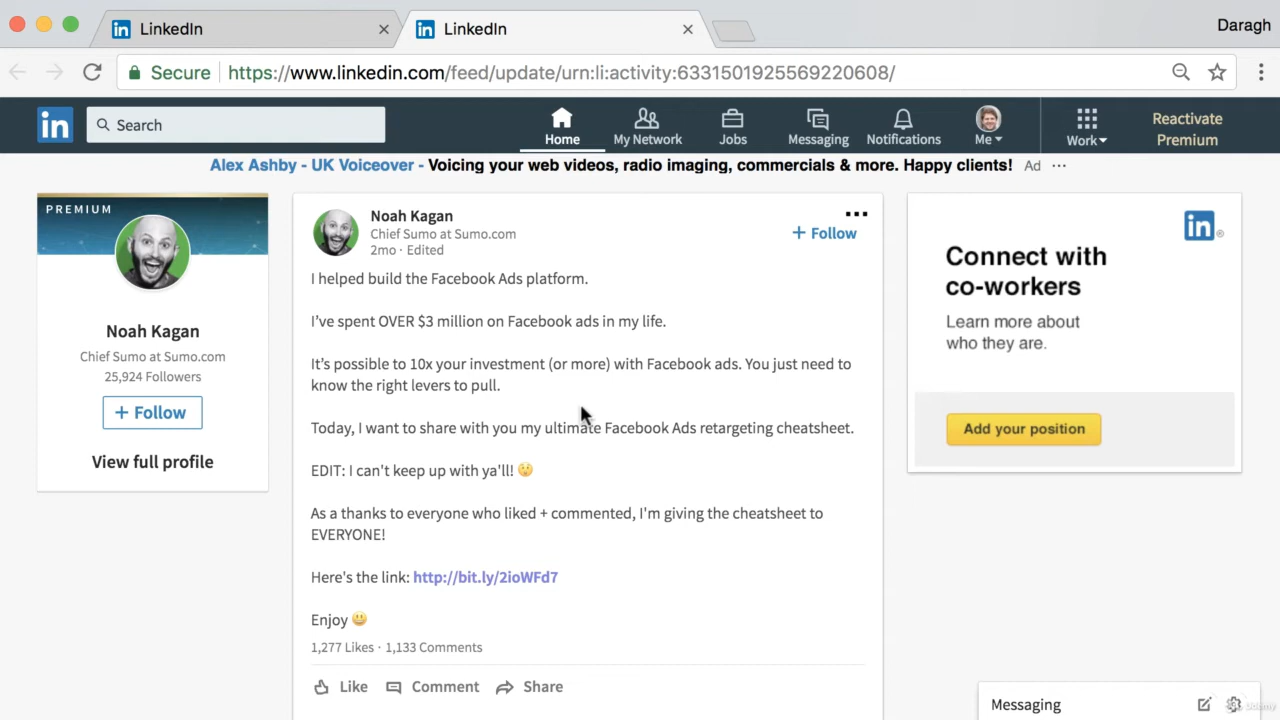 LinkedIn
LinkedIn
Daragh
Secure
https://www.linkedin.com/feed/update/urn:li:activity:6331501925569220608/
in
Search
Home
My Network
Jobs
Messaging
Notifications
Me
Work
Reactivate
Premium
Alex Ashby - UK Voiceover - Voicing your web videos, radio imaging, commercials & more. Happy clients! Ad ···
PREMIUM
Noah Kagan
Chief Sumo at Sumo.com
25,924 Followers
+ Follow
View full profile
Noah Kagan
Chief Sumo at Sumo.com
2mo · Edited
+ Follow
I helped build the Facebook Ads platform.
I've spent OVER $3 million on Facebook ads in my life.
It's possible to 10x your investment (or more) with Facebook ads. You just need to
know the right levers to pull.
Today, I want to share with you my ultimate Facebook Ads retargeting cheatsheet.
EDIT: I can't keep up with ya'll! 😲
As a thanks to everyone who liked + commented, I'm giving the cheatsheet to
EVERYONE!
Here's the link: http://bit.ly/2ioWFd7
Enjoy 😀
1,277 Likes · 1,133 Comments
Like
Comment
Share
in®
Connect with
co-workers
Learn more about
who they are.
Add your position
Messaging
Udemy